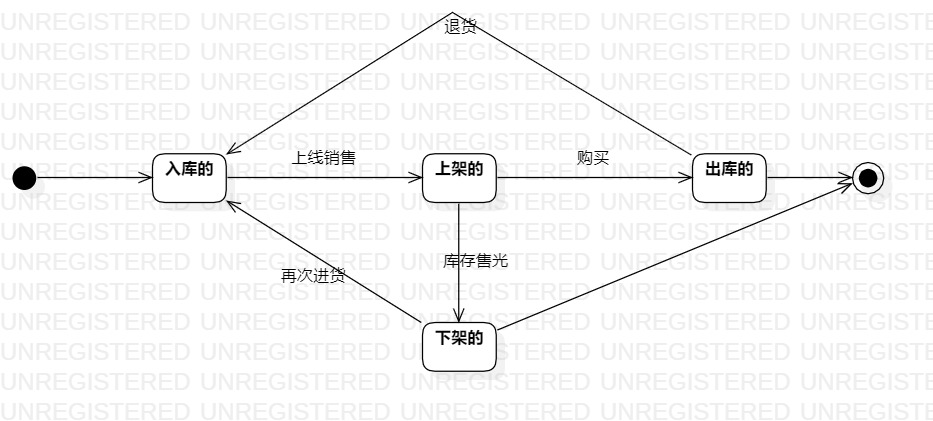 UNREGISTERED UNREGISTERED UNREGISTERED UNREGISTERED UNREGISTERED
退货
上线销售
购买
入库的
上架的
出库的
库存售光
再次进货
下架的